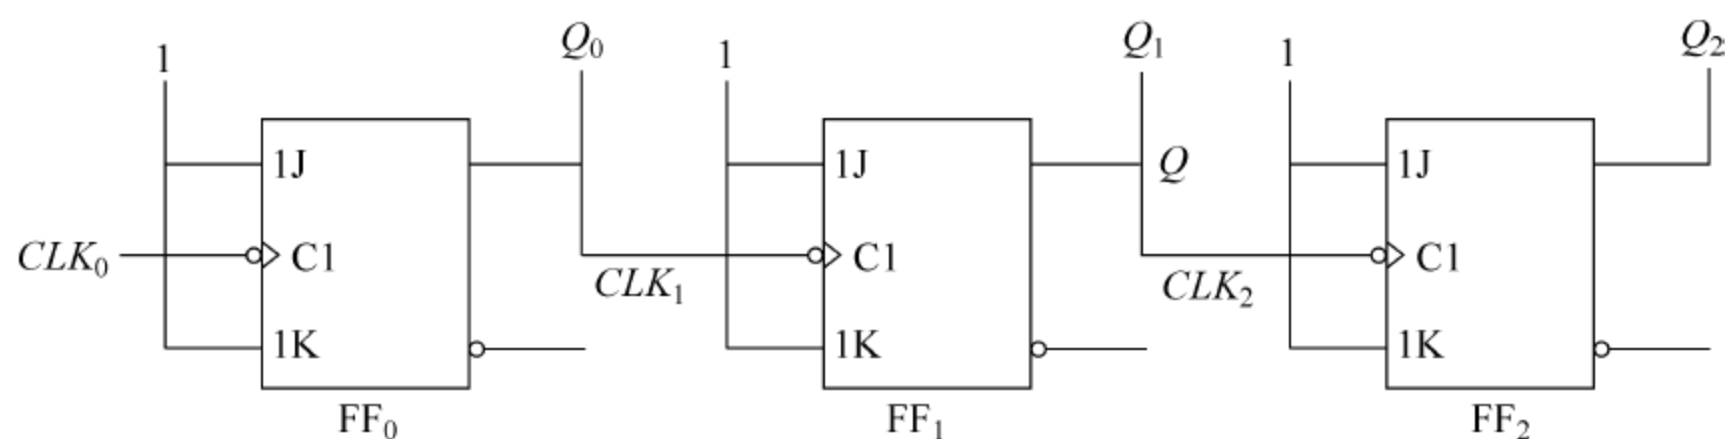 1 Q₀ 1 Q₁ 1 Q₂
1J 1J Q 1J
CLK₀ C1 CLK₁ C1 CLK₂ C1
1K 1K 1K
FF₀ FF₁ FF₂